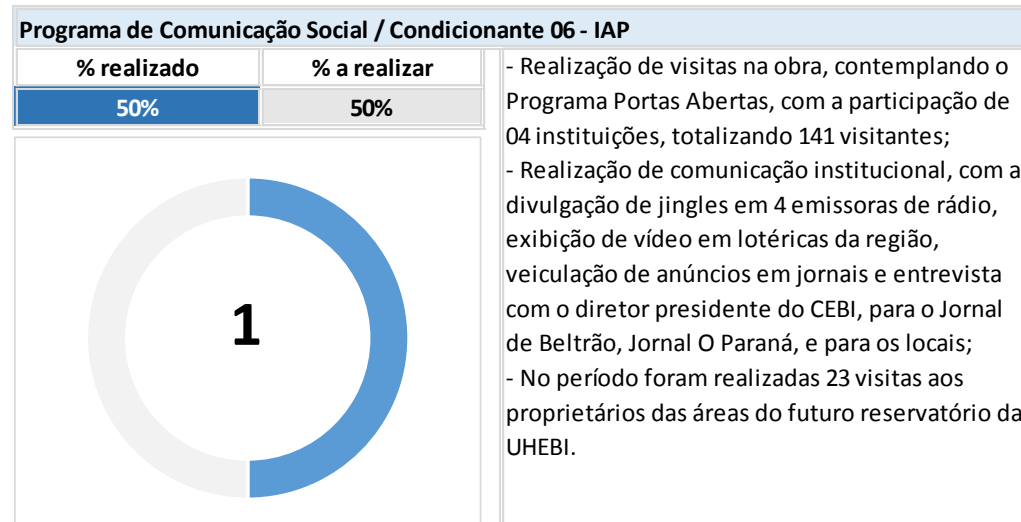 Programa de Comunicação Social / Condicionante 06 - IAP
% realizado
% a realizar
50%
50%
1
- Realização de visitas na obra, contemplando o
Programa Portas Abertas, com a participação de
04 instituições, totalizando 141 visitantes;
- Realização de comunicação institucional, com a
divulgação de jingles em 4 emissoras de rádio,
exibição de vídeo em lotéricas da região,
veiculação de anúncios em jornais e entrevista
com o diretor presidente do CEBI, para o Jornal
de Beltrão, Jornal O Paraná, e para os locais;
- No período foram realizadas 23 visitas aos
proprietários das áreas do futuro reservatório da
UHEBI.